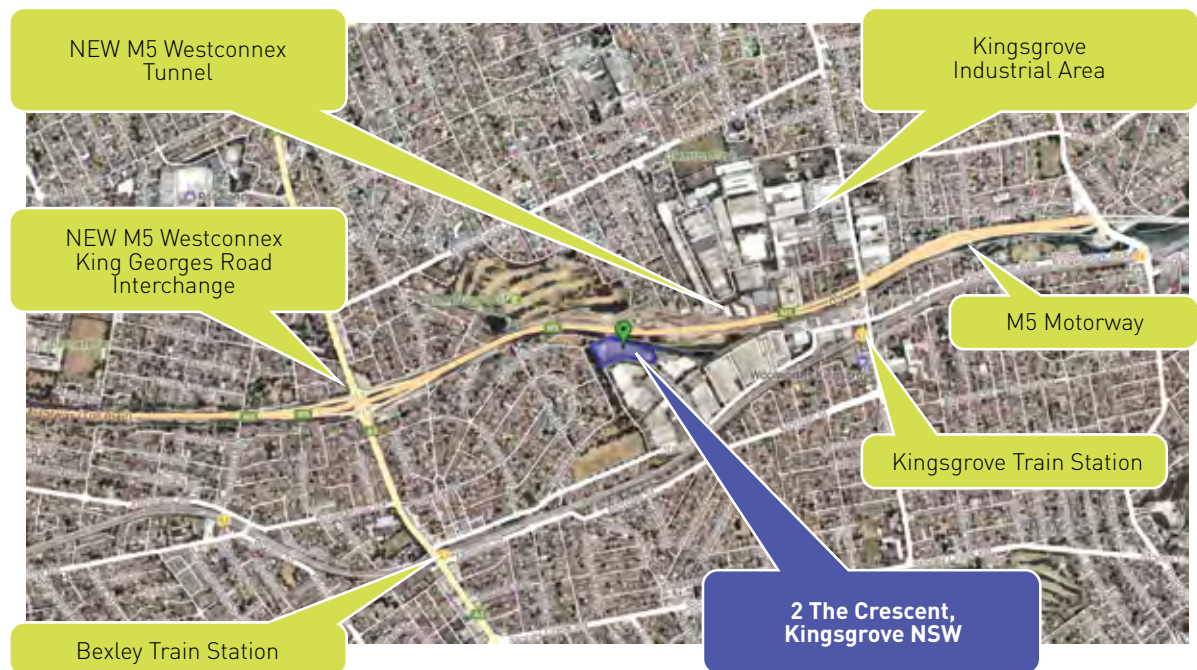 NEW M5 Westconnex
Tunnel
Kingsgrove
Industrial Area
NEW M5 Westconnex
King Georges Road
Interchange
M5 Motorway
Kingsgrove Train Station
2 The Crescent,
Kingsgrove NSW
Bexley Train Station